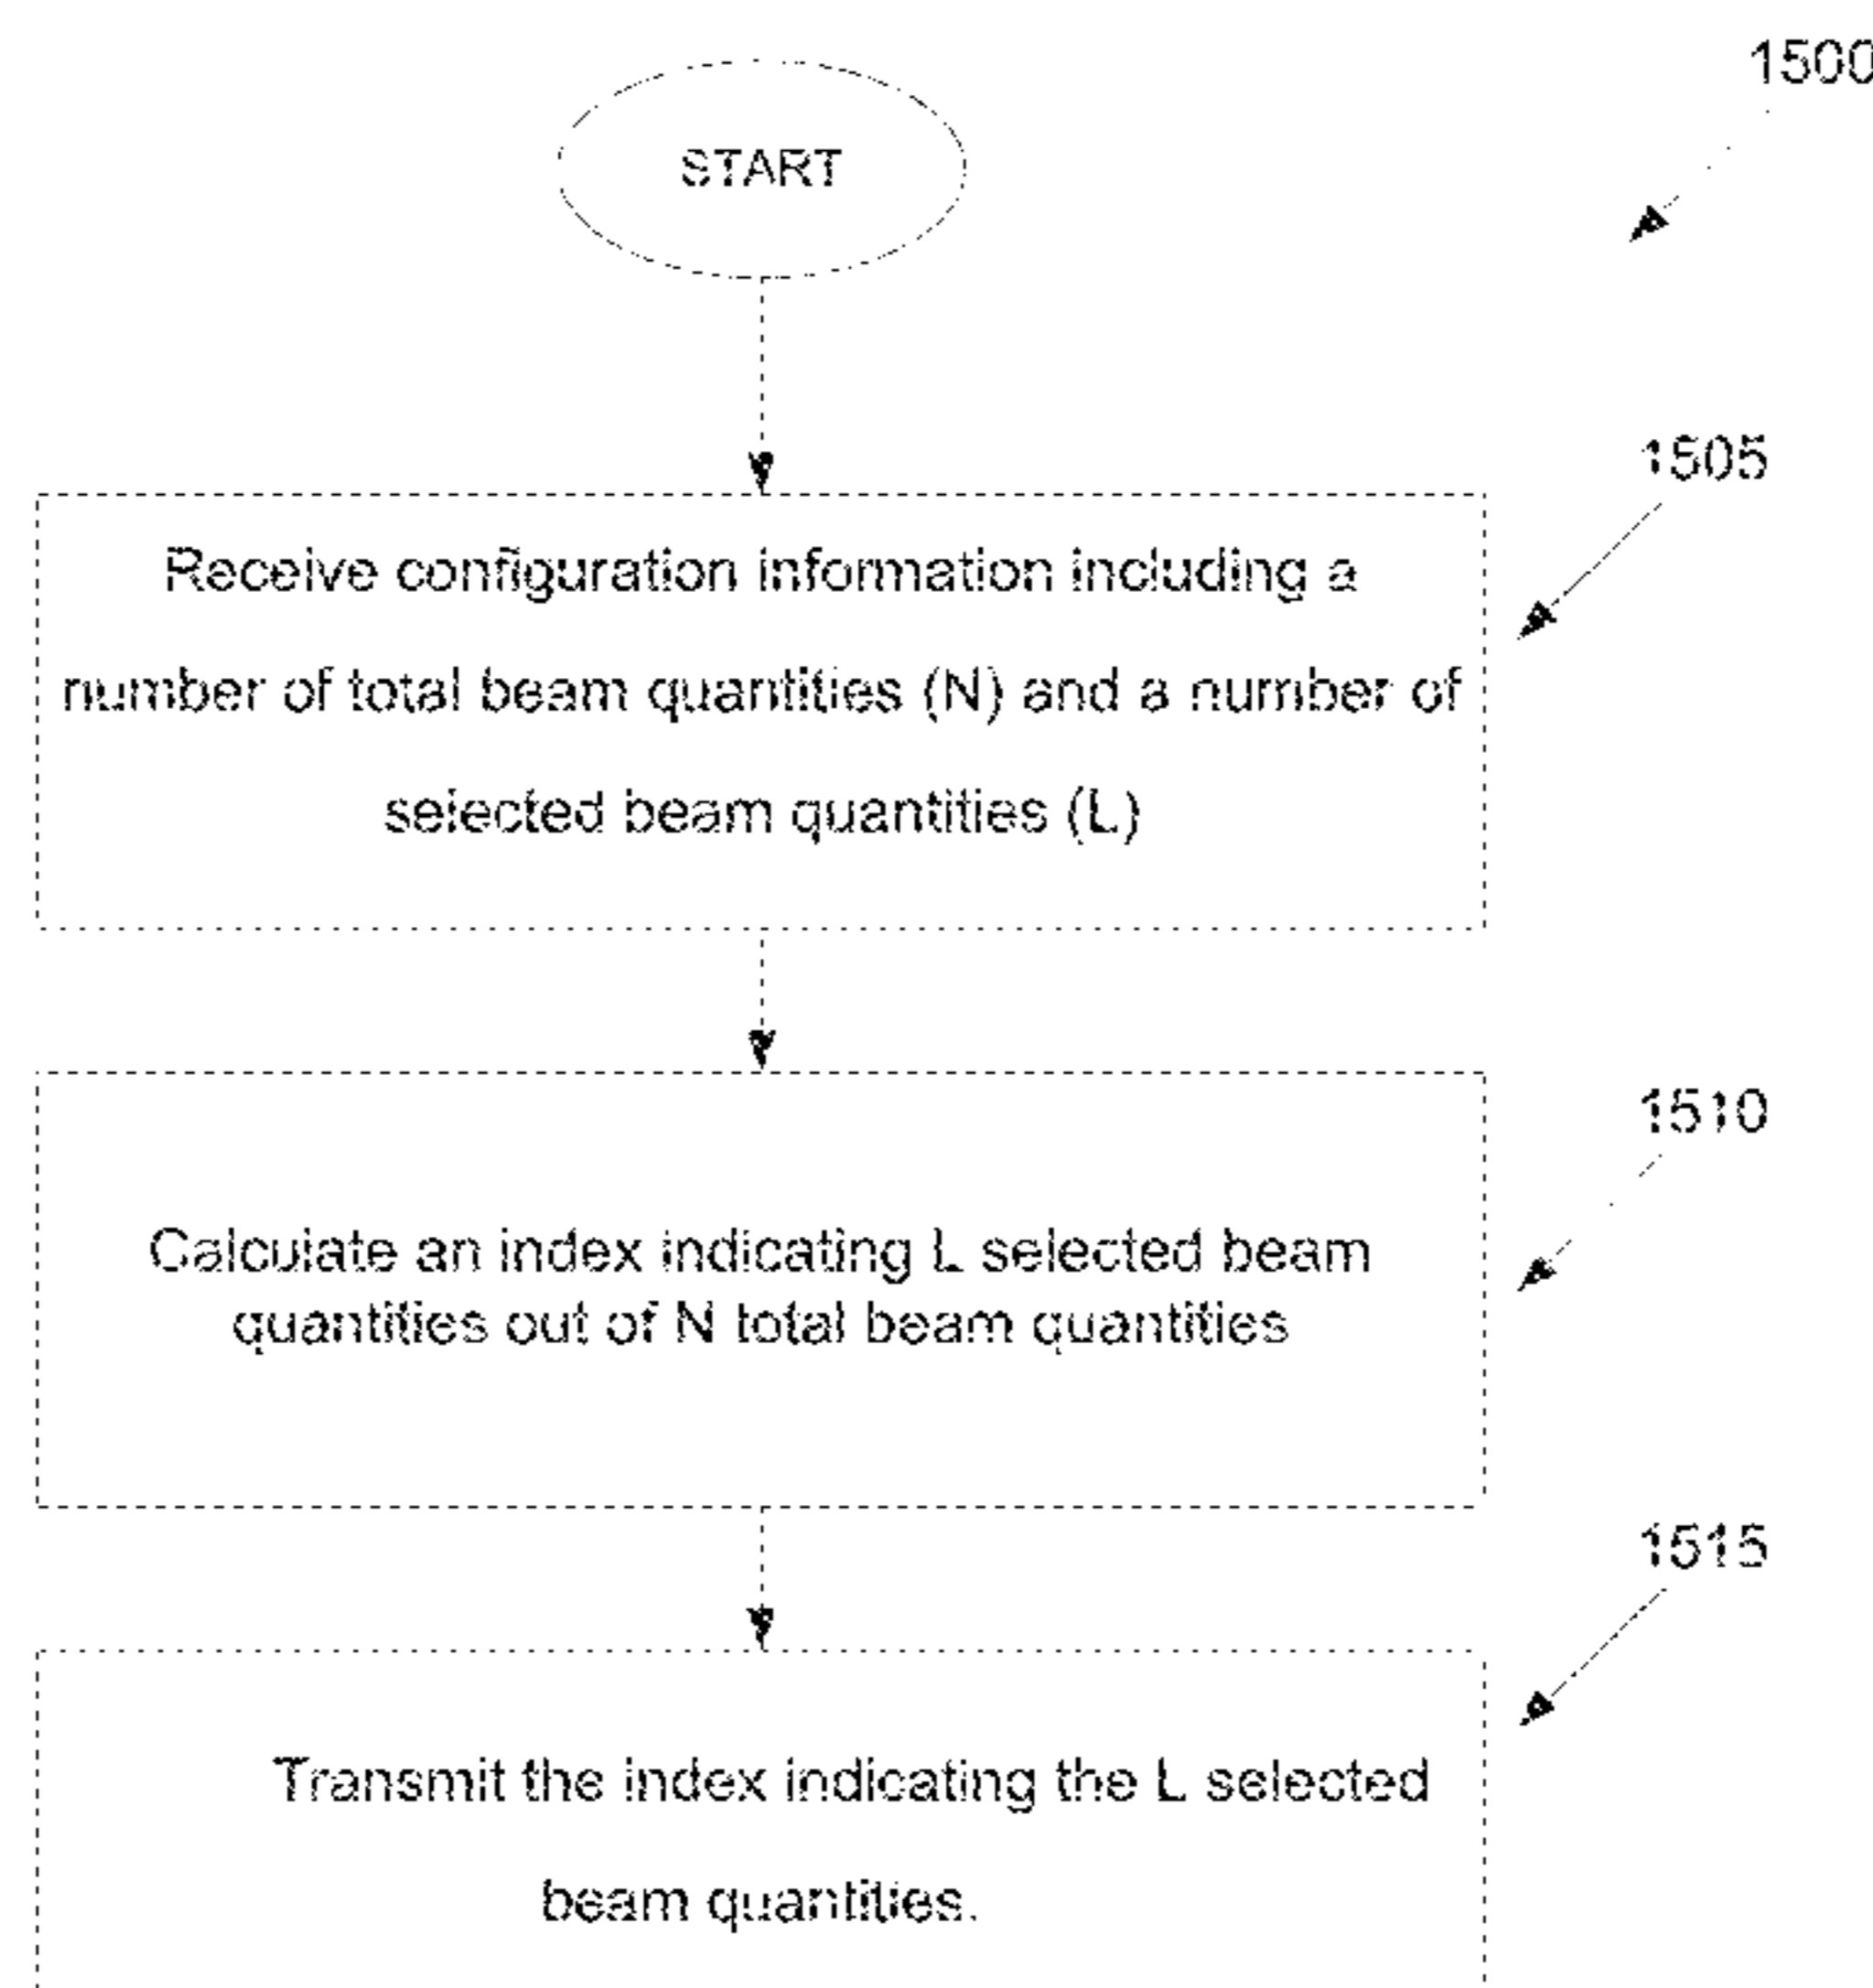 1500
START
1505
Receive configuration information including a
number of total beam quantities (N) and a number of
selected beam quantities (L)
1510
Calculate an index indicating L selected beam
quantities out of N total beam quantities
1515
Transmit the index indicating the L selected
beam quantities.